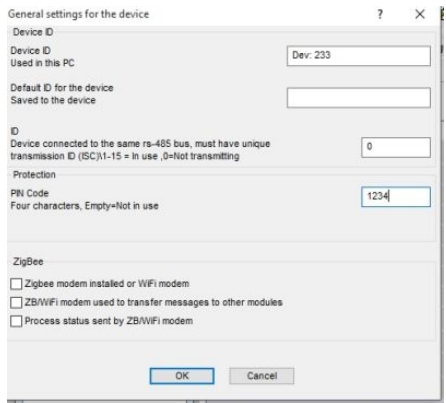 General settings for the device
? ×
Device ID
Device ID
Used in this PC
Dev: 233
Default ID for the device
Saved to the device
ID
Device connected to the same rs-485 bus, must have unique
transmission ID (ISC)\1-15 = In use ,0=Not transmitting
0
Protection
PIN Code
Four characters, Empty=Not in use
1234
ZigBee
Zigbee modem installed or WiFi modem
ZB/WiFi modem used to transfer messages to other modules
Process status sent by ZB/WiFi modem
OK
Cancel